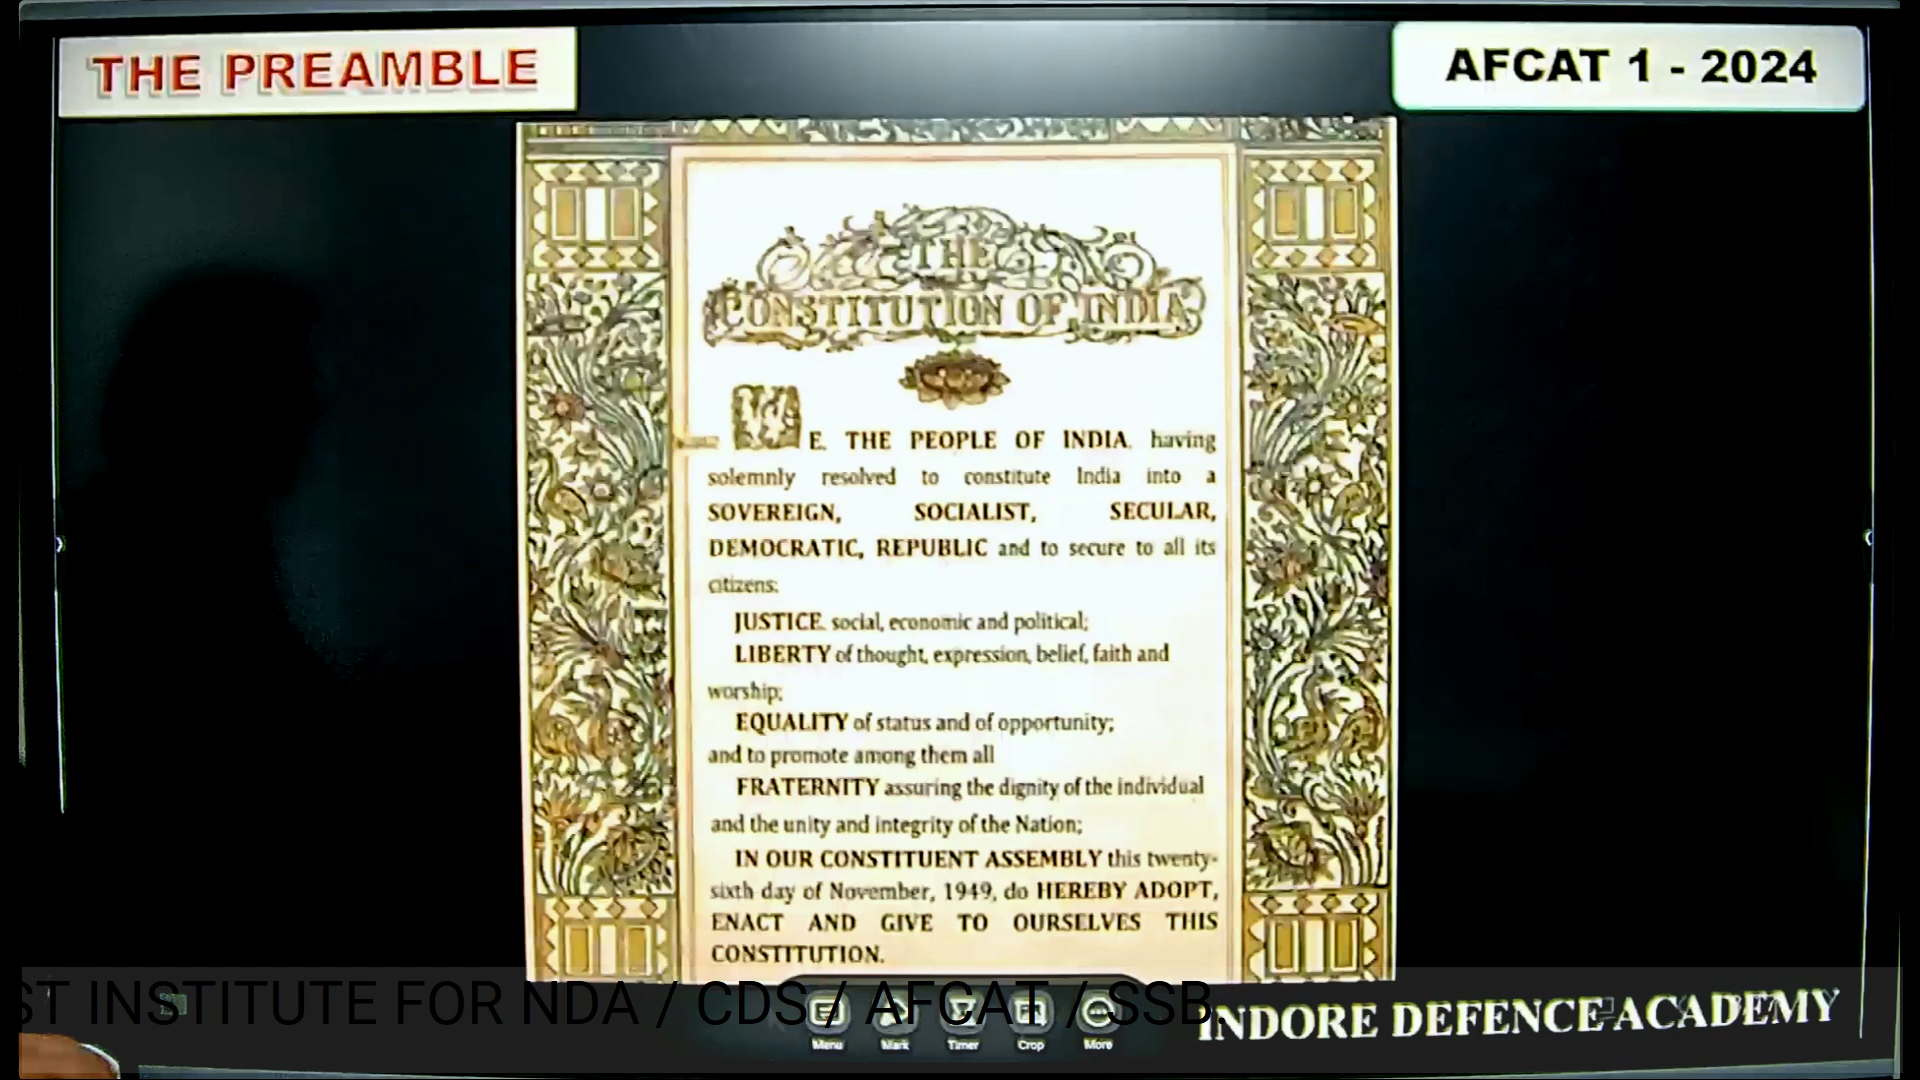 THE PREAMBLE
AFCAT 1 - 2024
THE
CONSTITUTION OF INDIA
WE, THE PEOPLE OF INDIA, having
solemnly resolved to constitute India into a
SOVEREIGN, SOCIALIST, SECULAR,
DEMOCRATIC, REPUBLIC and to secure to all its
citizens:
JUSTICE, social, economic and political;
LIBERTY of thought, expression, belief, faith and
worship;
EQUALITY of status and of opportunity;
and to promote among them all
FRATERNITY assuring the dignity of the individual
and the unity and integrity of the Nation;
IN OUR CONSTITUENT ASSEMBLY this twenty-
sixth day of November, 1949, do HEREBY ADOPT,
ENACT AND GIVE TO OURSELVES THIS
CONSTITUTION.
ST INSTITUTE FOR NDA / CDS / AFCAT / SSB.
INDORE DEFENCE ACADEMY
Menu Mark Timer Crop More